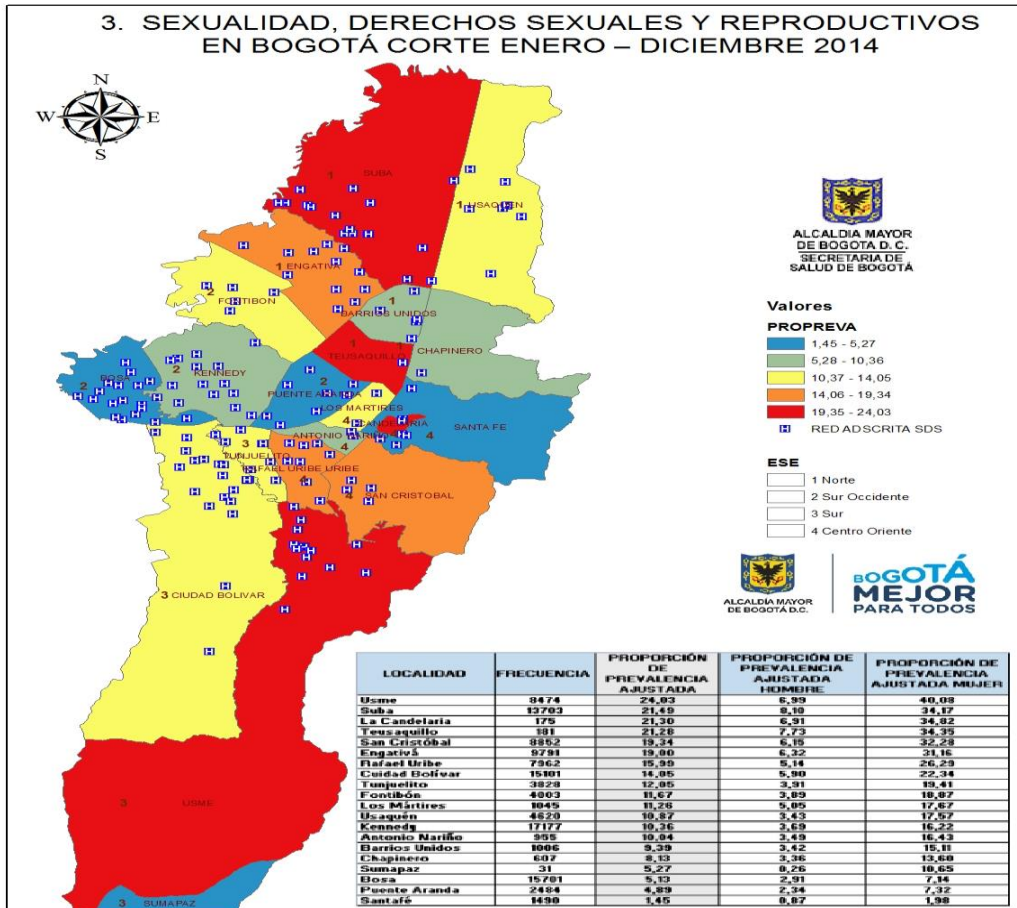 3. SEXUALIDAD, DERECHOS SEXUALES Y REPRODUCTIVOS
EN BOGOTÁ CORTE ENERO – DICIEMBRE 2014
N
W E
S
1 SUBA
1 USAQUEN
1 ENGATIVA
2
FONTIBON
1
BARRIOS UNIDOS
1
TEUSAQUILLO
1
CHAPINERO
2
BOSA
2
KENNEDY
2
PUENTE ARANDA
LOS MARTIRES
4
CANDELARIA
ANTONIO NARIÑO
4
SANTA FE
4
3
TUNJUELITO
RAFAEL URIBE URIBE
4
4
SAN CRISTOBAL
3 CIUDAD BOLIVAR
3 USME
3 SUMAPAZ
ALCALDIA MAYOR
DE BOGOTA D. C.
SECRETARIA DE
SALUD DE BOGOTÁ
Valores
PROPREVA
1,45 - 5,27
5,28 - 10,36
10,37 - 14,05
14,06 - 19,34
19,35 - 24,03
H RED ADSCRITA SDS
ESE
1 Norte
2 Sur Occidente
3 Sur
4 Centro Oriente
ALCALDÍA MAYOR
DE BOGOTÁ D.C.
BOGOTÁ
MEJOR
PARA TODOS
LOCALIDAD FRECUENCIA PROPORCIÓN DE PREVALENCIA AJUSTADA PROPORCIÓN DE PREVALENCIA AJUSTADA HOMBRE PROPORCIÓN DE PREVALENCIA AJUSTADA MUJER
Usme 8474 24,03 6,99 40,08
Suba 13703 21,49 8,10 34,17
La Candelaria 175 21,30 6,91 34,82
Teusaquillo 181 21,28 7,73 34,35
San Cristóbal 8852 19,34 6,15 32,28
Engativá 9791 19,00 6,32 31,16
Rafael Uribe 7962 15,99 5,14 26,29
Cuidad Bolívar 15101 14,05 5,90 22,34
Tunjuelito 3828 12,05 3,91 19,41
Fontibón 4003 11,67 3,89 18,87
Los Mártires 1045 11,26 5,05 17,67
Usaquén 4620 10,87 3,43 17,57
Kennedy 17177 10,36 3,69 16,22
Antonio Nariño 955 10,04 3,49 16,43
Barrios Unidos 1006 9,39 3,42 15,11
Chapinero 607 8,13 3,36 13,60
Sumapaz 31 5,27 0,26 10,65
Bosa 15701 5,13 2,91 7,14
Puente Aranda 2484 4,89 2,34 7,32
Santafé 1490 1,45 0,87 1,98